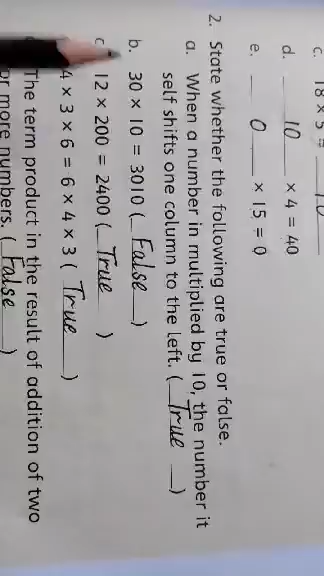 c. 18 × 5 =
d. 10 × 4 = 40
e. 0 × 15 = 0
2. State whether the following are true or false.
a. When a number in multiplied by 10, the number it
self shifts one column to the left. ( True )
b. 30 × 10 = 3010 ( False )
c. 12 × 200 = 2400 ( True )
4 × 3 × 6 = 6 × 4 × 3 ( True )
The term product in the result of addition of two
or more numbers. ( False )